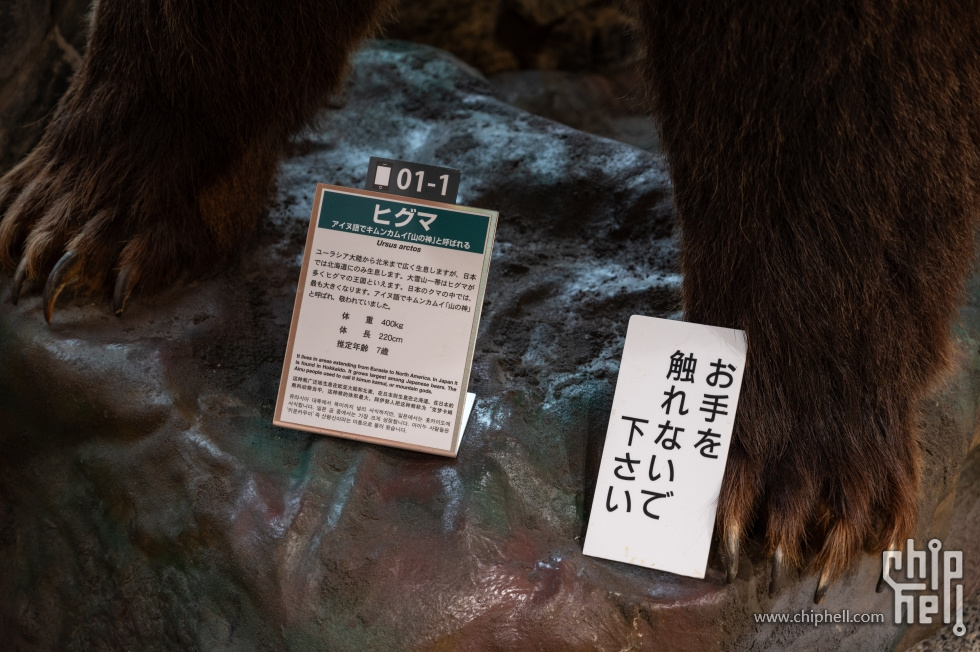 01-1
ヒグマ
アイヌ語でキムンカムイ「山の神」と呼ばれる
Ursus arctos
ユーラシア大陸から北米まで広く生息しますが、日本
では北海道にのみ生息します。大雪山一帯はヒグマが
多くヒグマの王国といえます。日本のクマの中では、
最も大きくなります。アイヌ語でキムンカムイ「山の神」
と呼ばれ、敬われていました。
体 重 400kg
体 長 220cm
推定年齢 7歳
It lives in areas extending from Eurasia to North America. In Japan it
is found in Hokkaido. It grows largest among Japanese bears. The
Ainu people used to call it kimun kamui, or mountain gods.
お手を
触れないで
下さい
www.chiphell.com
chip
hell